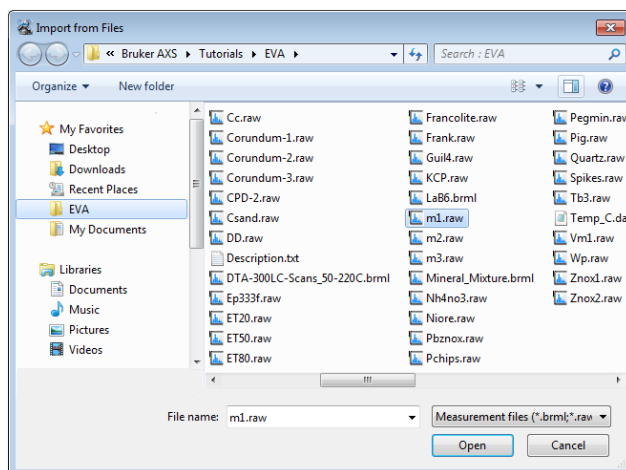 Import from Files
« Bruker AXS ▸ Tutorials ▸ EVA ▸
Search : EVA
Organize ▼ New folder
My Favorites
Desktop
Downloads
Recent Places
EVA
My Documents
Libraries
Documents
Music
Pictures
Videos
Cc.raw
Corundum-1.raw
Corundum-2.raw
Corundum-3.raw
CPD-2.raw
Csand.raw
DD.raw
Description.txt
DTA-300LC-Scans_50-220C.brml
Ep333f.raw
ET20.raw
ET50.raw
ET80.raw
Francolite.raw
Frank.raw
Guil4.raw
KCP.raw
LaB6.brml
m1.raw
m2.raw
m3.raw
Mineral_Mixture.brml
Nh4no3.raw
Niore.raw
Pbznox.raw
Pchips.raw
Pegmin.raw
Pig.raw
Quartz.raw
Spikes.raw
Tb3.raw
Temp_C.da
Vm1.raw
Wp.raw
Znox1.raw
Znox2.raw
File name: m1.raw
Measurement files (*.brml;*.raw
Open Cancel